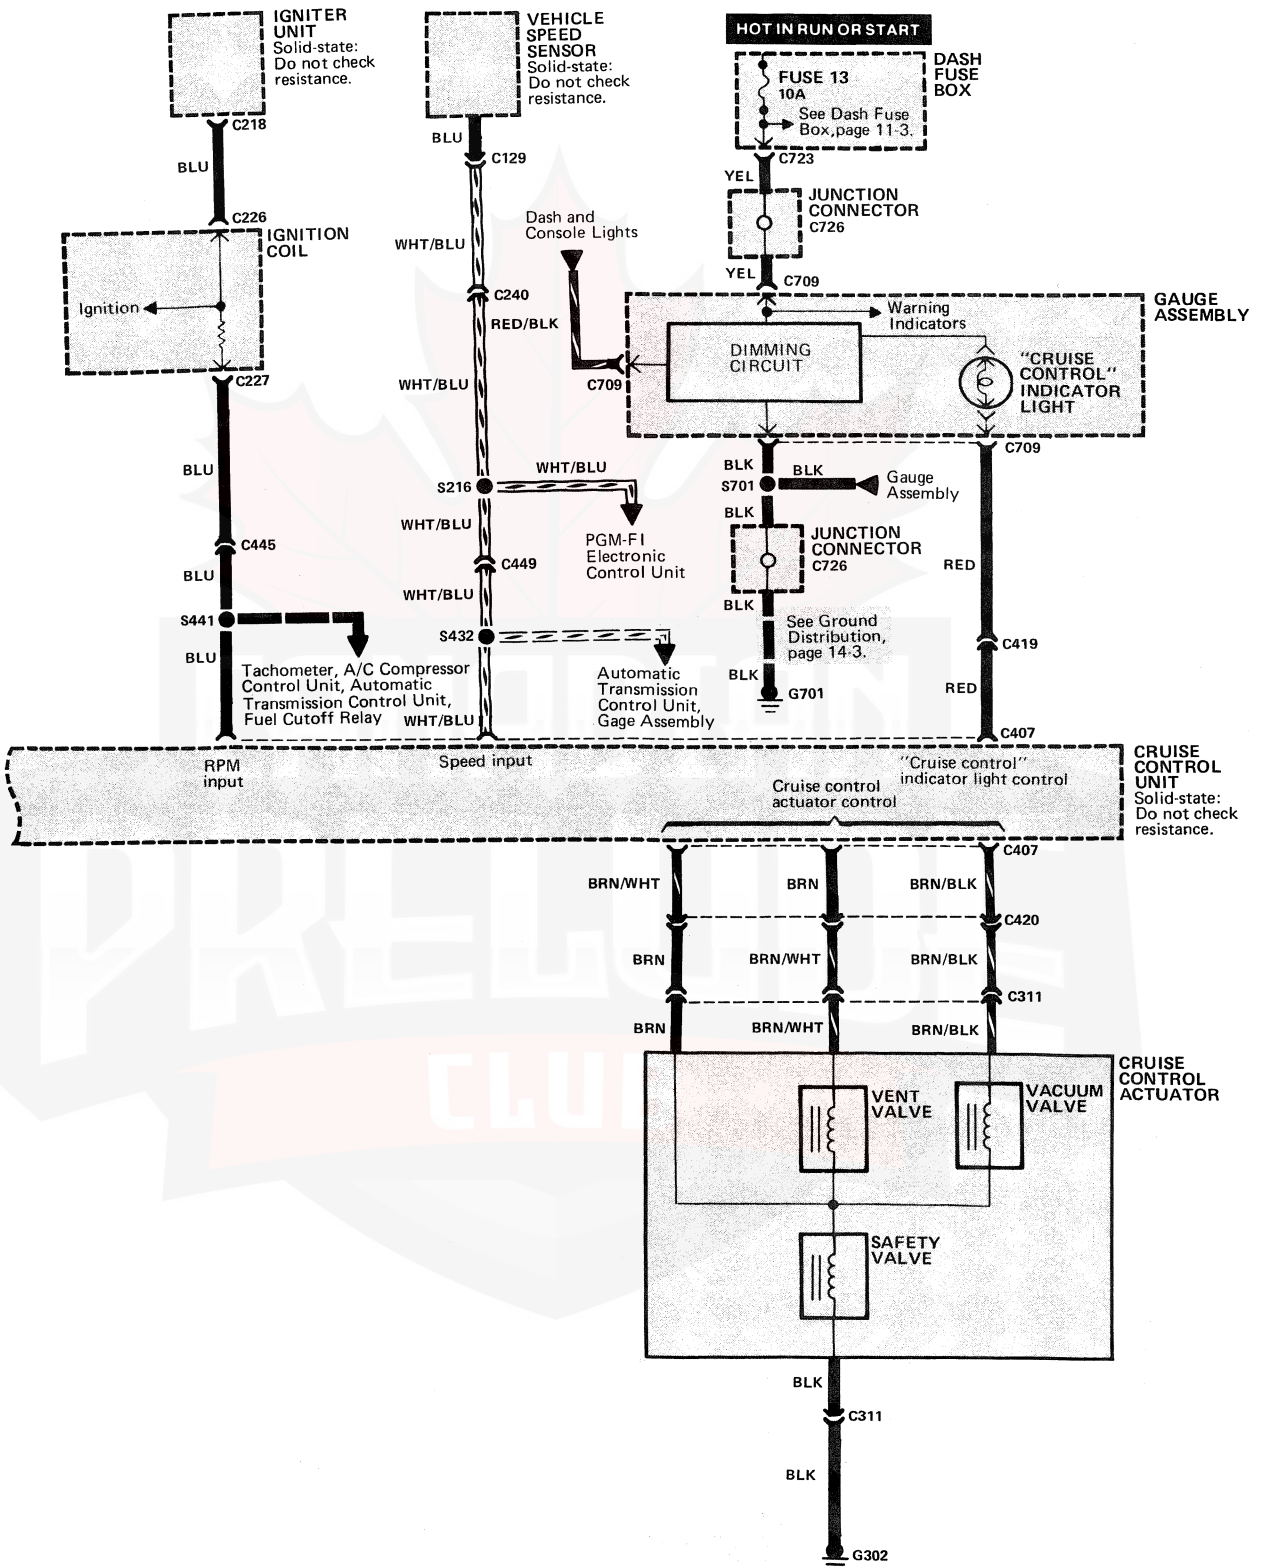 IGNITER
UNIT
Solid-state:
Do not check
resistance.
C218
BLU
C226
IGNITION
COIL
Ignition
C227
BLU
C445
BLU
S441
BLU
Tachometer, A/C Compressor
Control Unit, Automatic
Transmission Control Unit,
Fuel Cutoff Relay
VEHICLE
SPEED
SENSOR
Solid-state:
Do not check
resistance.
BLU
C129
WHT/BLU
C240
RED/BLK
WHT/BLU
S216
WHT/BLU
PGM-FI
Electronic
Control Unit
WHT/BLU
C449
WHT/BLU
S432
Automatic
Transmission
Control Unit,
Gage Assembly
WHT/BLU
HOT IN RUN OR START
DASH
FUSE
BOX
FUSE 13
10A
See Dash Fuse
Box,page 11-3.
C723
YEL
JUNCTION
CONNECTOR
C726
YEL
C709
Dash and
Console Lights
C709
GAUGE
ASSEMBLY
Warning
Indicators
DIMMING
CIRCUIT
"CRUISE
CONTROL"
INDICATOR
LIGHT
C709
BLK
S701
BLK
Gauge
Assembly
BLK
JUNCTION
CONNECTOR
C726
BLK
See Ground
Distribution,
page 14-3.
BLK
G701
RED
C419
RED
C407
RPM
input
Speed input
"Cruise control"
indicator light control
Cruise control
actuator control
CRUISE
CONTROL
UNIT
Solid-state:
Do not check
resistance.
C407
BRN/WHT
BRN
BRN/BLK
C420
BRN
BRN/WHT
BRN/BLK
C311
BRN
BRN/WHT
BRN/BLK
CRUISE
CONTROL
ACTUATOR
VENT
VALVE
VACUUM
VALVE
SAFETY
VALVE
BLK
C311
BLK
G302
PRELUDE
CLUB